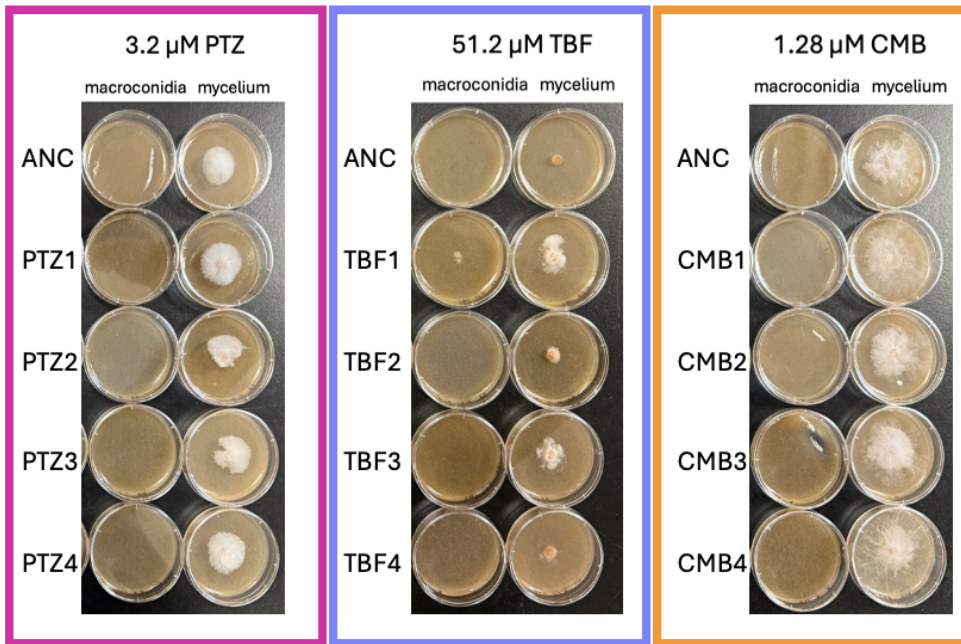 3.2 µM PTZ
macroconidia mycelium
ANC
PTZ1
PTZ2
PTZ3
PTZ4
51.2 µM TBF
macroconidia mycelium
ANC
TBF1
TBF2
TBF3
TBF4
1.28 µM CMB
macroconidia mycelium
ANC
CMB1
CMB2
CMB3
CMB4